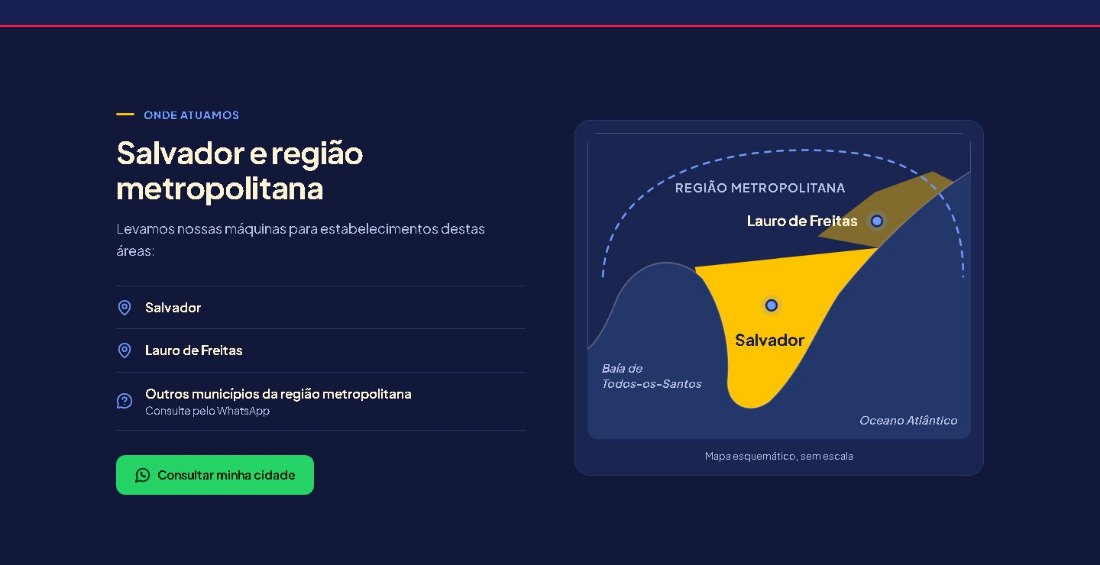 ONDE ATUAMOS
Salvador e região
metropolitana
Levamos nossas máquinas para estabelecimentos destas
áreas:
Salvador
Lauro de Freitas
Outros municípios da região metropolitana
Consulte pelo WhatsApp
Consultar minha cidade
REGIÃO METROPOLITANA
Lauro de Freitas
Salvador
Baía de
Todos-os-Santos
Oceano Atlântico
Mapa esquemático, sem escala